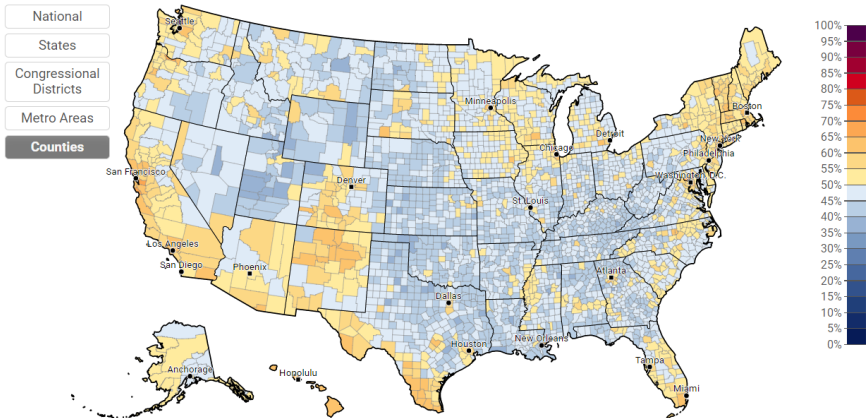 National
States
Congressional
Districts
Metro Areas
Counties
Seattle
Minneapolis
Boston
Detroit
New York
Chicago
Philadelphia
San Francisco
Denver
Washington, D.C.
St. Louis
Los Angeles
San Diego
Phoenix
Atlanta
Dallas
Houston
New Orleans
Tampa
Anchorage
Honolulu
Miami
100%
95%
90%
85%
80%
75%
70%
65%
60%
55%
50%
45%
40%
35%
30%
25%
20%
15%
10%
5%
0%